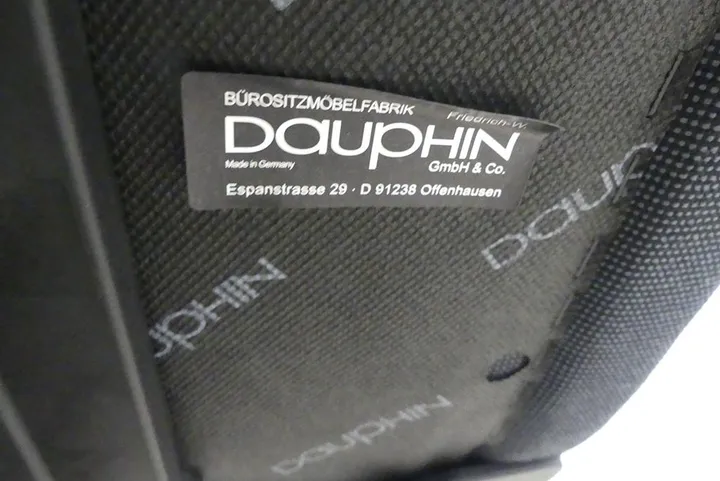 BÜROSITZMÖBELFABRIK
Friedrich-W.
DAUPHIN
Made in Germany
GmbH & Co.
Espanstrasse 29 · D 91238 Offenhausen
DAUPHIN
DAUPHIN
DAUPHIN